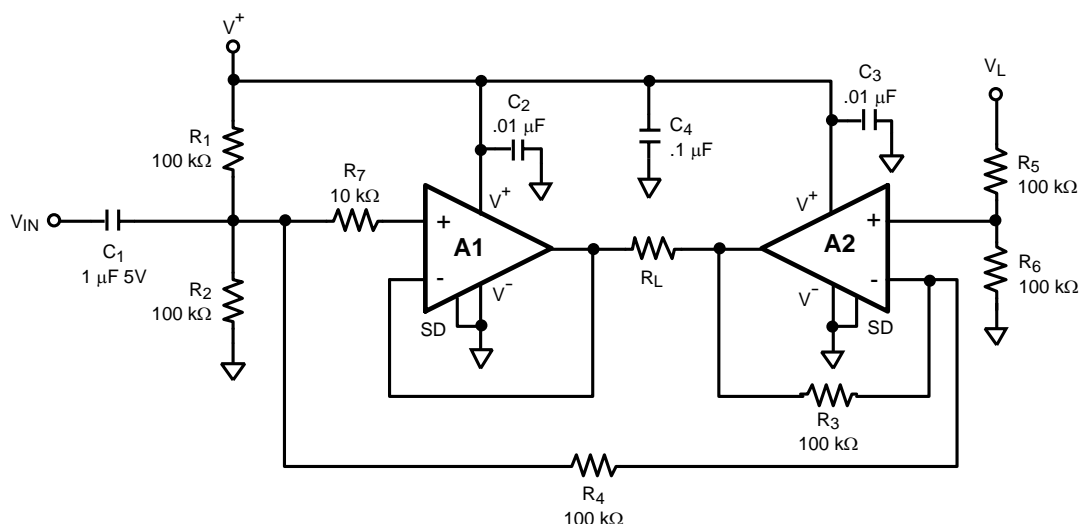 V+
C2
.01 µF
C4
.1 µF
C3
.01 µF
VL
R1
100 kΩ
R7
10 kΩ
R5
100 kΩ
VIN
C1
1 µF 5V
+
-
A1
V+
V−
SD
RL
V+
A2
+
-
V−
SD
R6
100 kΩ
R2
100 kΩ
R3
100 kΩ
R4
100 kΩ